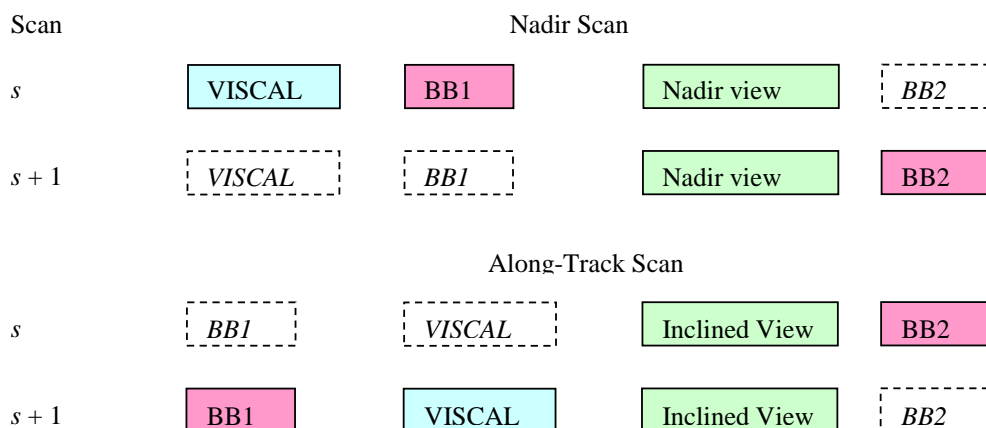 Scan Nadir Scan
s VISCAL BB1 Nadir view BB2
s + 1 VISCAL BB1 Nadir view BB2
Along-Track Scan
s BB1 VISCAL Inclined View BB2
s + 1 BB1 VISCAL Inclined View BB2